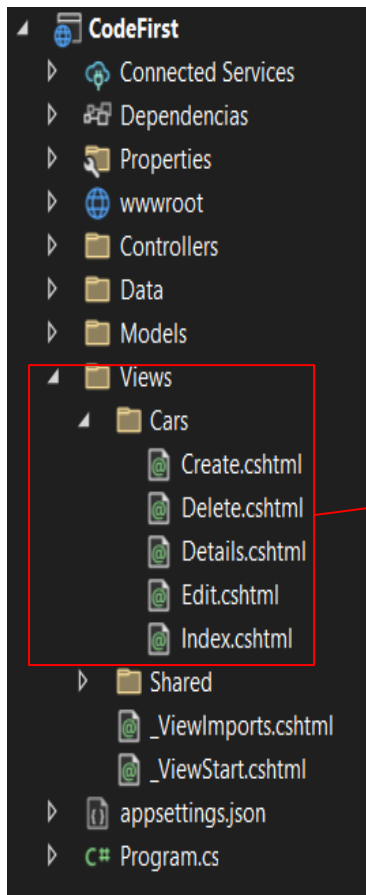 CodeFirst
Connected Services
Dependencias
Properties
wwwroot
Controllers
Data
Models
Views
Cars
Create.cshtml
Delete.cshtml
Details.cshtml
Edit.cshtml
Index.cshtml
Shared
_ViewImports.cshtml
_ViewStart.cshtml
appsettings.json
C# Program.cs